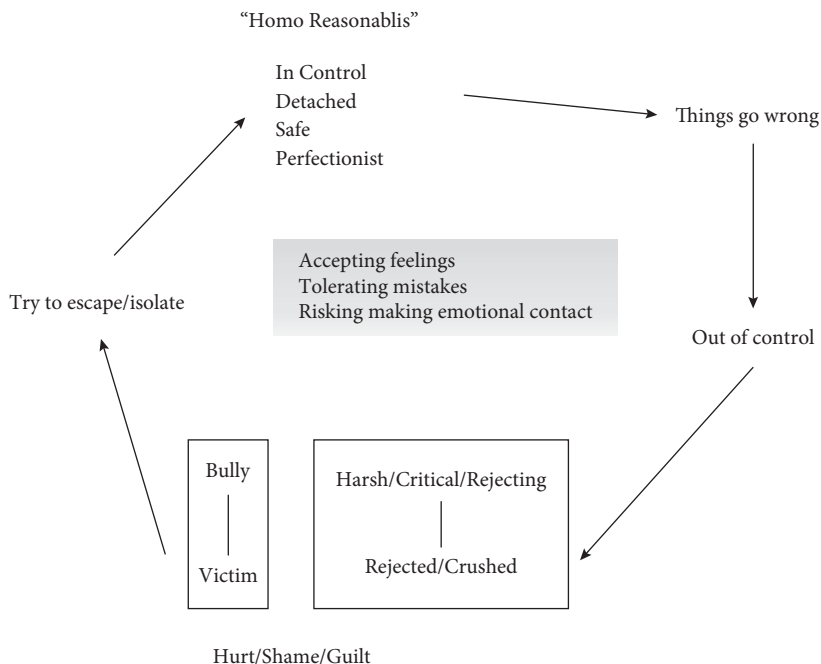 “Homo Reasonablis”
In Control
Detached
Safe
Perfectionist
Things go wrong
Accepting feelings
Tolerating mistakes
Risking making emotional contact
Try to escape/isolate
Out of control
Bully
Victim
Harsh/Critical/Rejecting
Rejected/Crushed
Hurt/Shame/Guilt